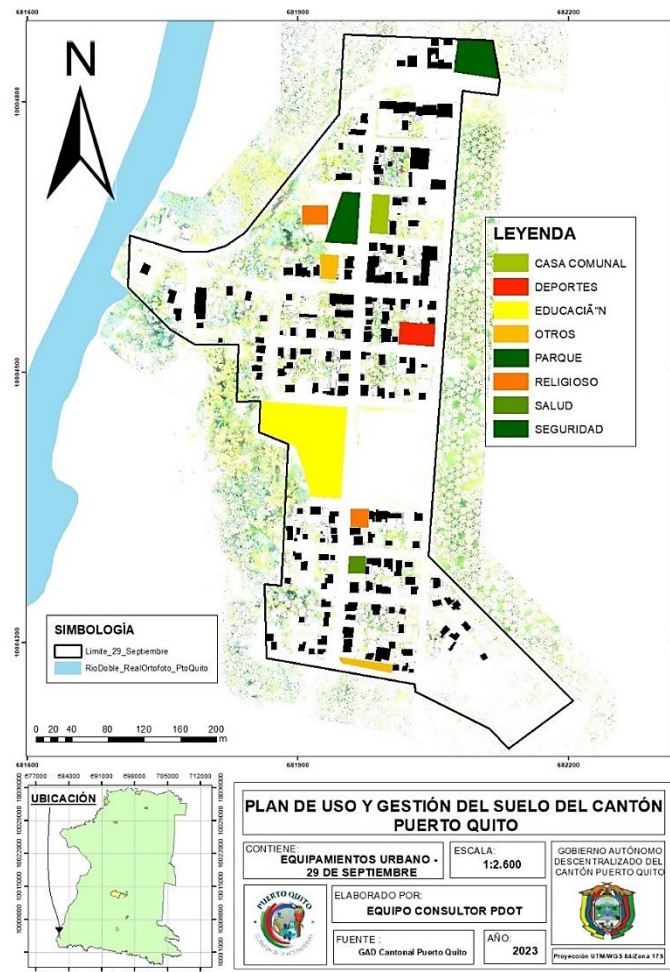 681600
681900
682200
N
10004800
10004500
10004200
LEYENDA
CASA COMUNAL
DEPORTES
EDUCACIÃ"N
OTROS
PARQUE
RELIGIOSO
SALUD
SEGURIDAD
SIMBOLOGÍA
Limite_29_Septiembre
RioDoble_RealOrtofoto_PtoQuito
0 20 40 80 120 160 200
m
681600
681900
682200
677000 684000 691000 698000 705000 712000
UBICACIÓN
PLAN DE USO Y GESTIÓN DEL SUELO DEL CANTÓN
PUERTO QUITO
CONTIENE:
EQUIPAMIENTOS URBANO -
29 DE SEPTIEMBRE
ESCALA:
1:2.600
GOBIERNO AUTÓNOMO
DESCENTRALIZADO DEL
CANTÓN PUERTO QUITO
PUERTO QUITO
ELABORADO POR:
EQUIPO CONSULTOR PDOT
FUENTE :
GAD Cantonal Puerto Quito
AÑO:
2023
Proyección UTM/WGS 84/Zona 17S